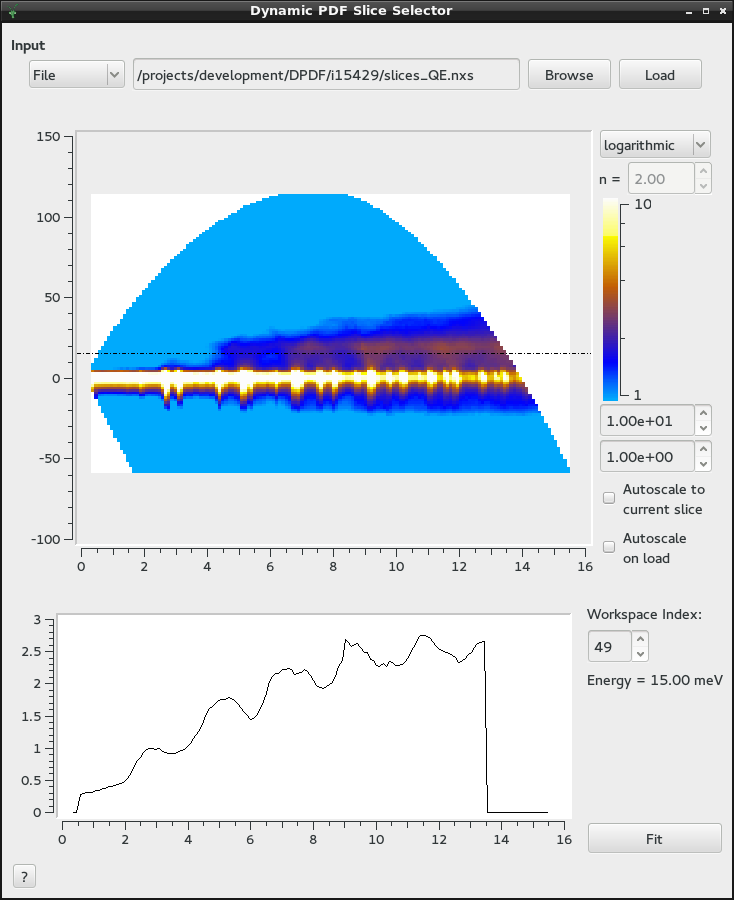 Dynamic PDF Slice Selector
Input
File /projects/development/DPDF/i15429/slices_QE.nxs Browse Load
150
100
50
0
-50
-100
0 2 4 6 8 10 12 14 16
logarithmic
n = 2.00
10
1
1.00e+01
1.00e+00
Autoscale to
current slice
Autoscale
on load
3
2.5
2
1.5
1
0.5
0
0 2 4 6 8 10 12 14 16
Workspace Index:
49
Energy = 15.00 meV
Fit
?